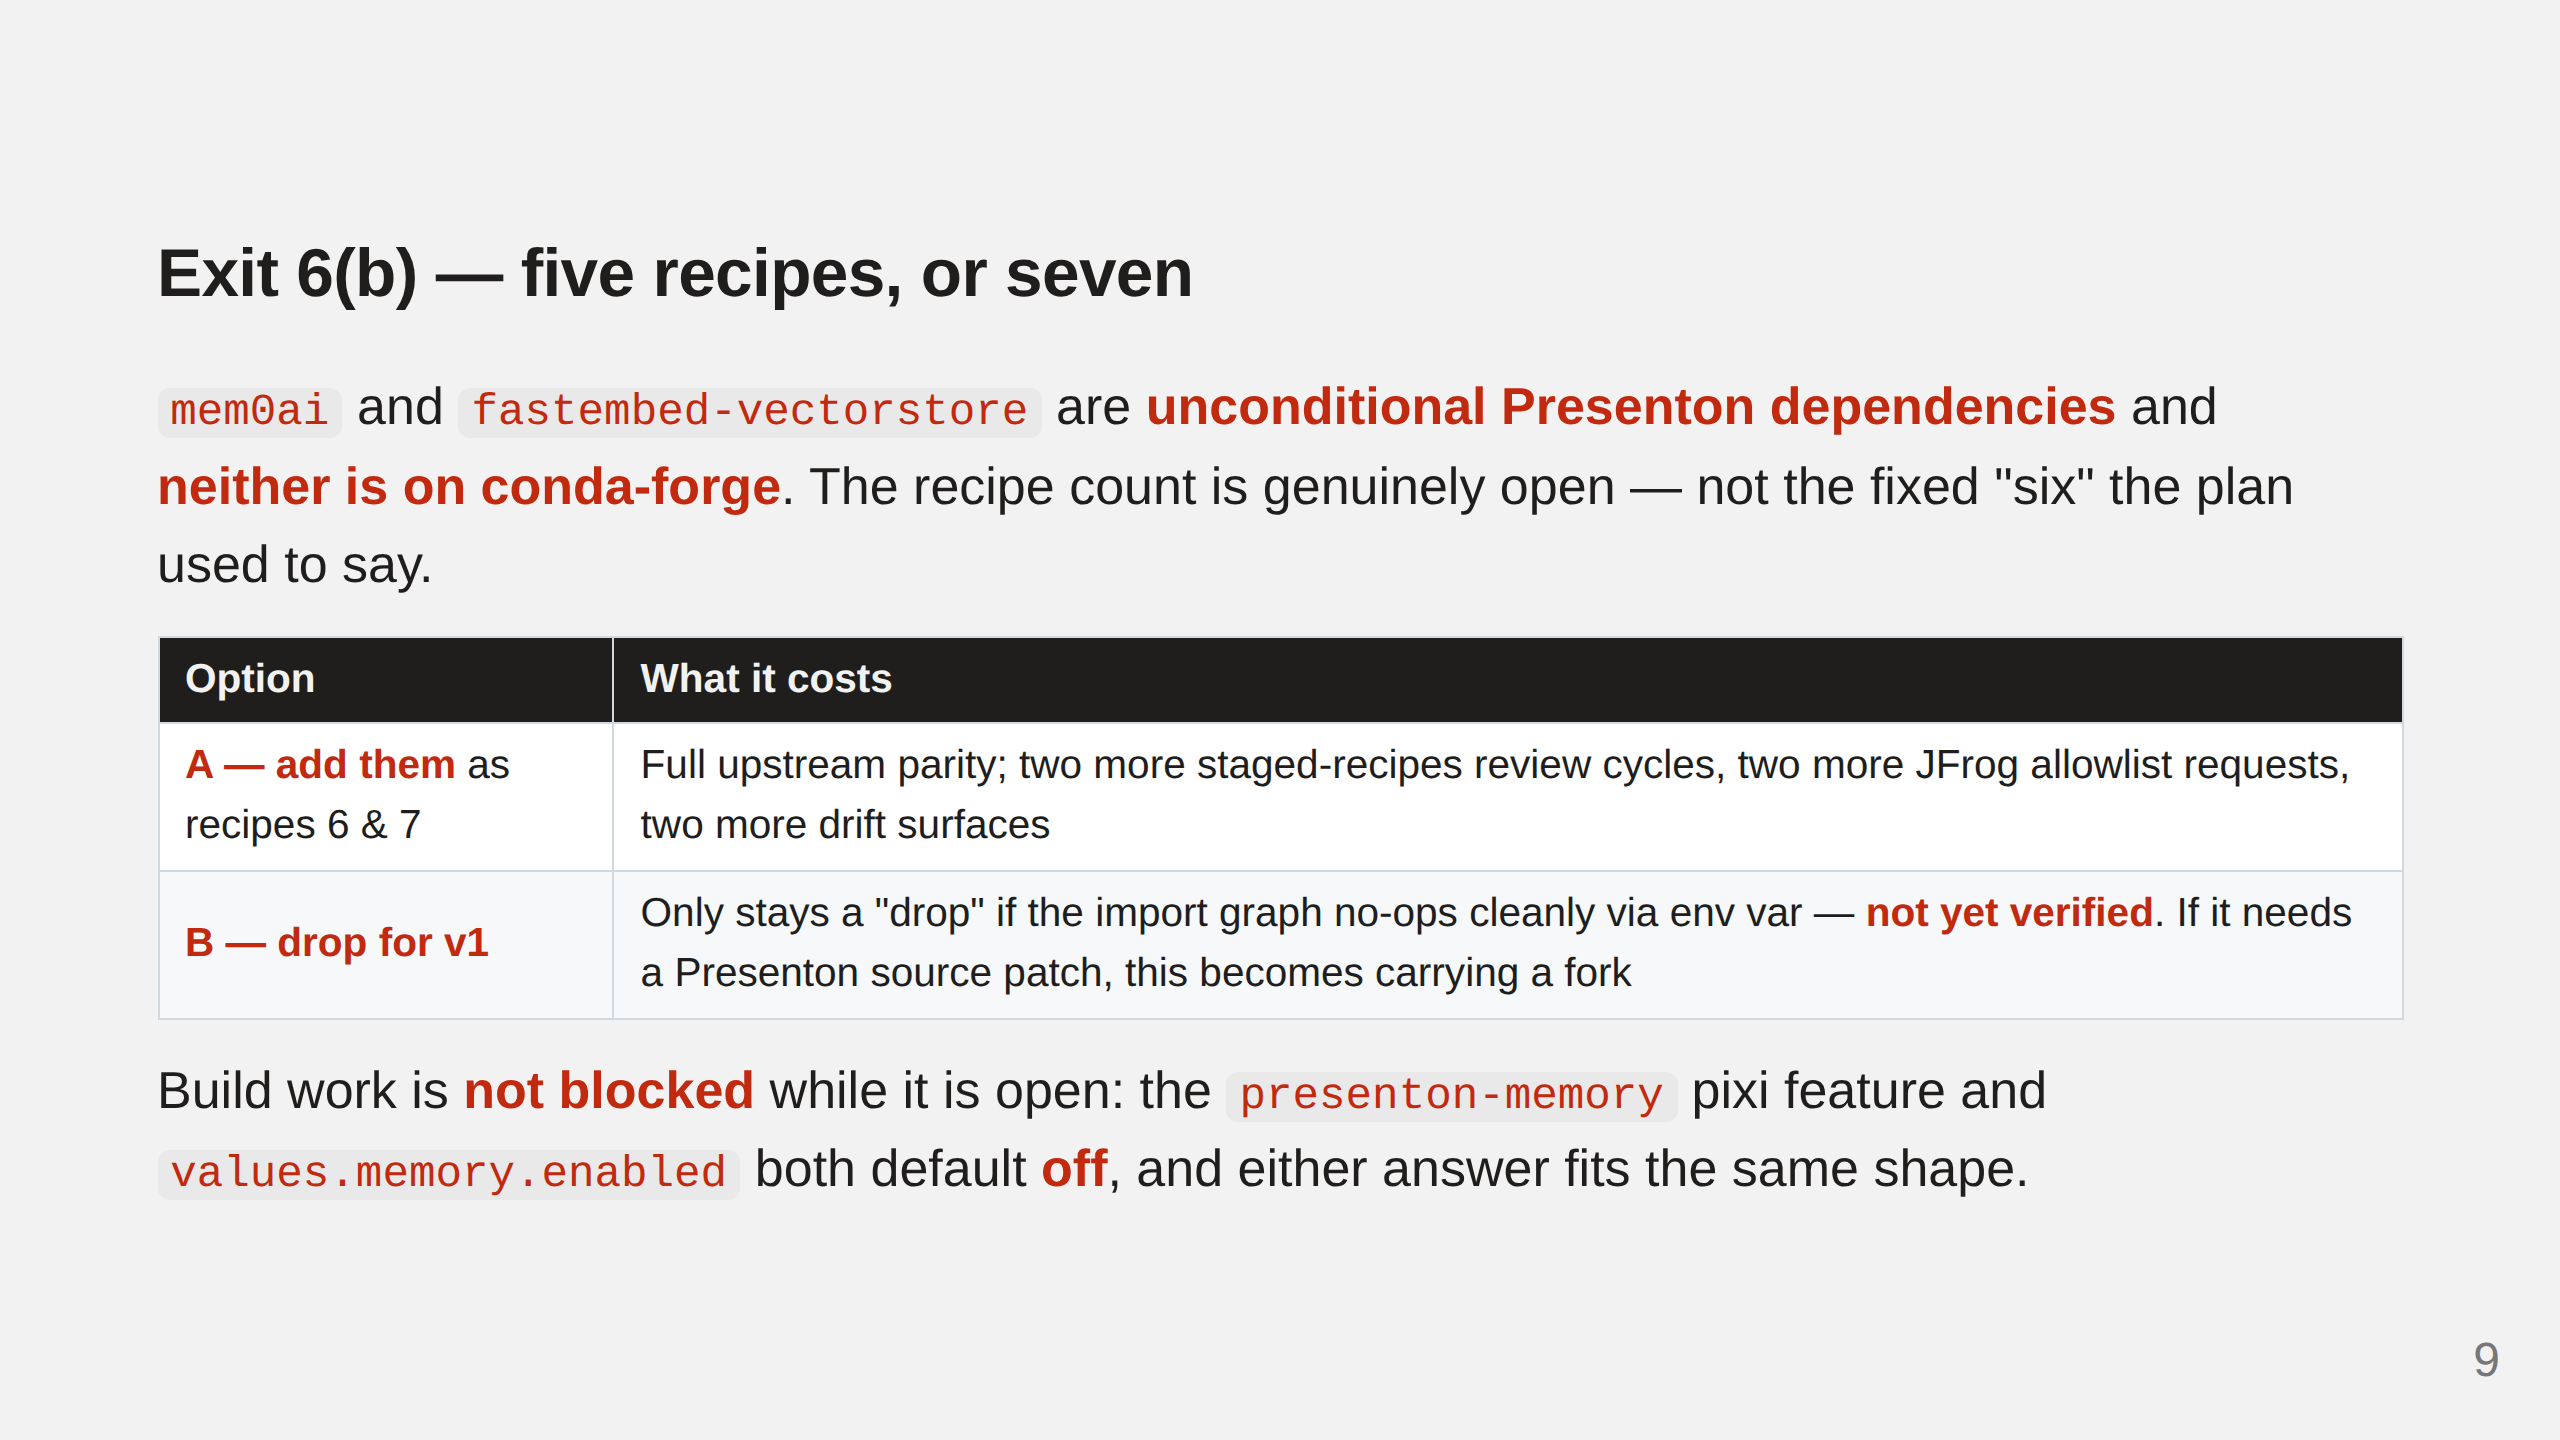 Exit 6(b) — five recipes, or seven
mem0ai and fastembed-vectorstore are unconditional Presenton dependencies and
neither is on conda-forge. The recipe count is genuinely open — not the fixed "six" the plan
used to say.
Option What it costs
A — add them as
recipes 6 & 7
Full upstream parity; two more staged-recipes review cycles, two more JFrog allowlist requests,
two more drift surfaces
B — drop for v1
Only stays a "drop" if the import graph no-ops cleanly via env var — not yet verified. If it needs
a Presenton source patch, this becomes carrying a fork
Build work is not blocked while it is open: the presenton-memory pixi feature and
values.memory.enabled both default off, and either answer fits the same shape.
9